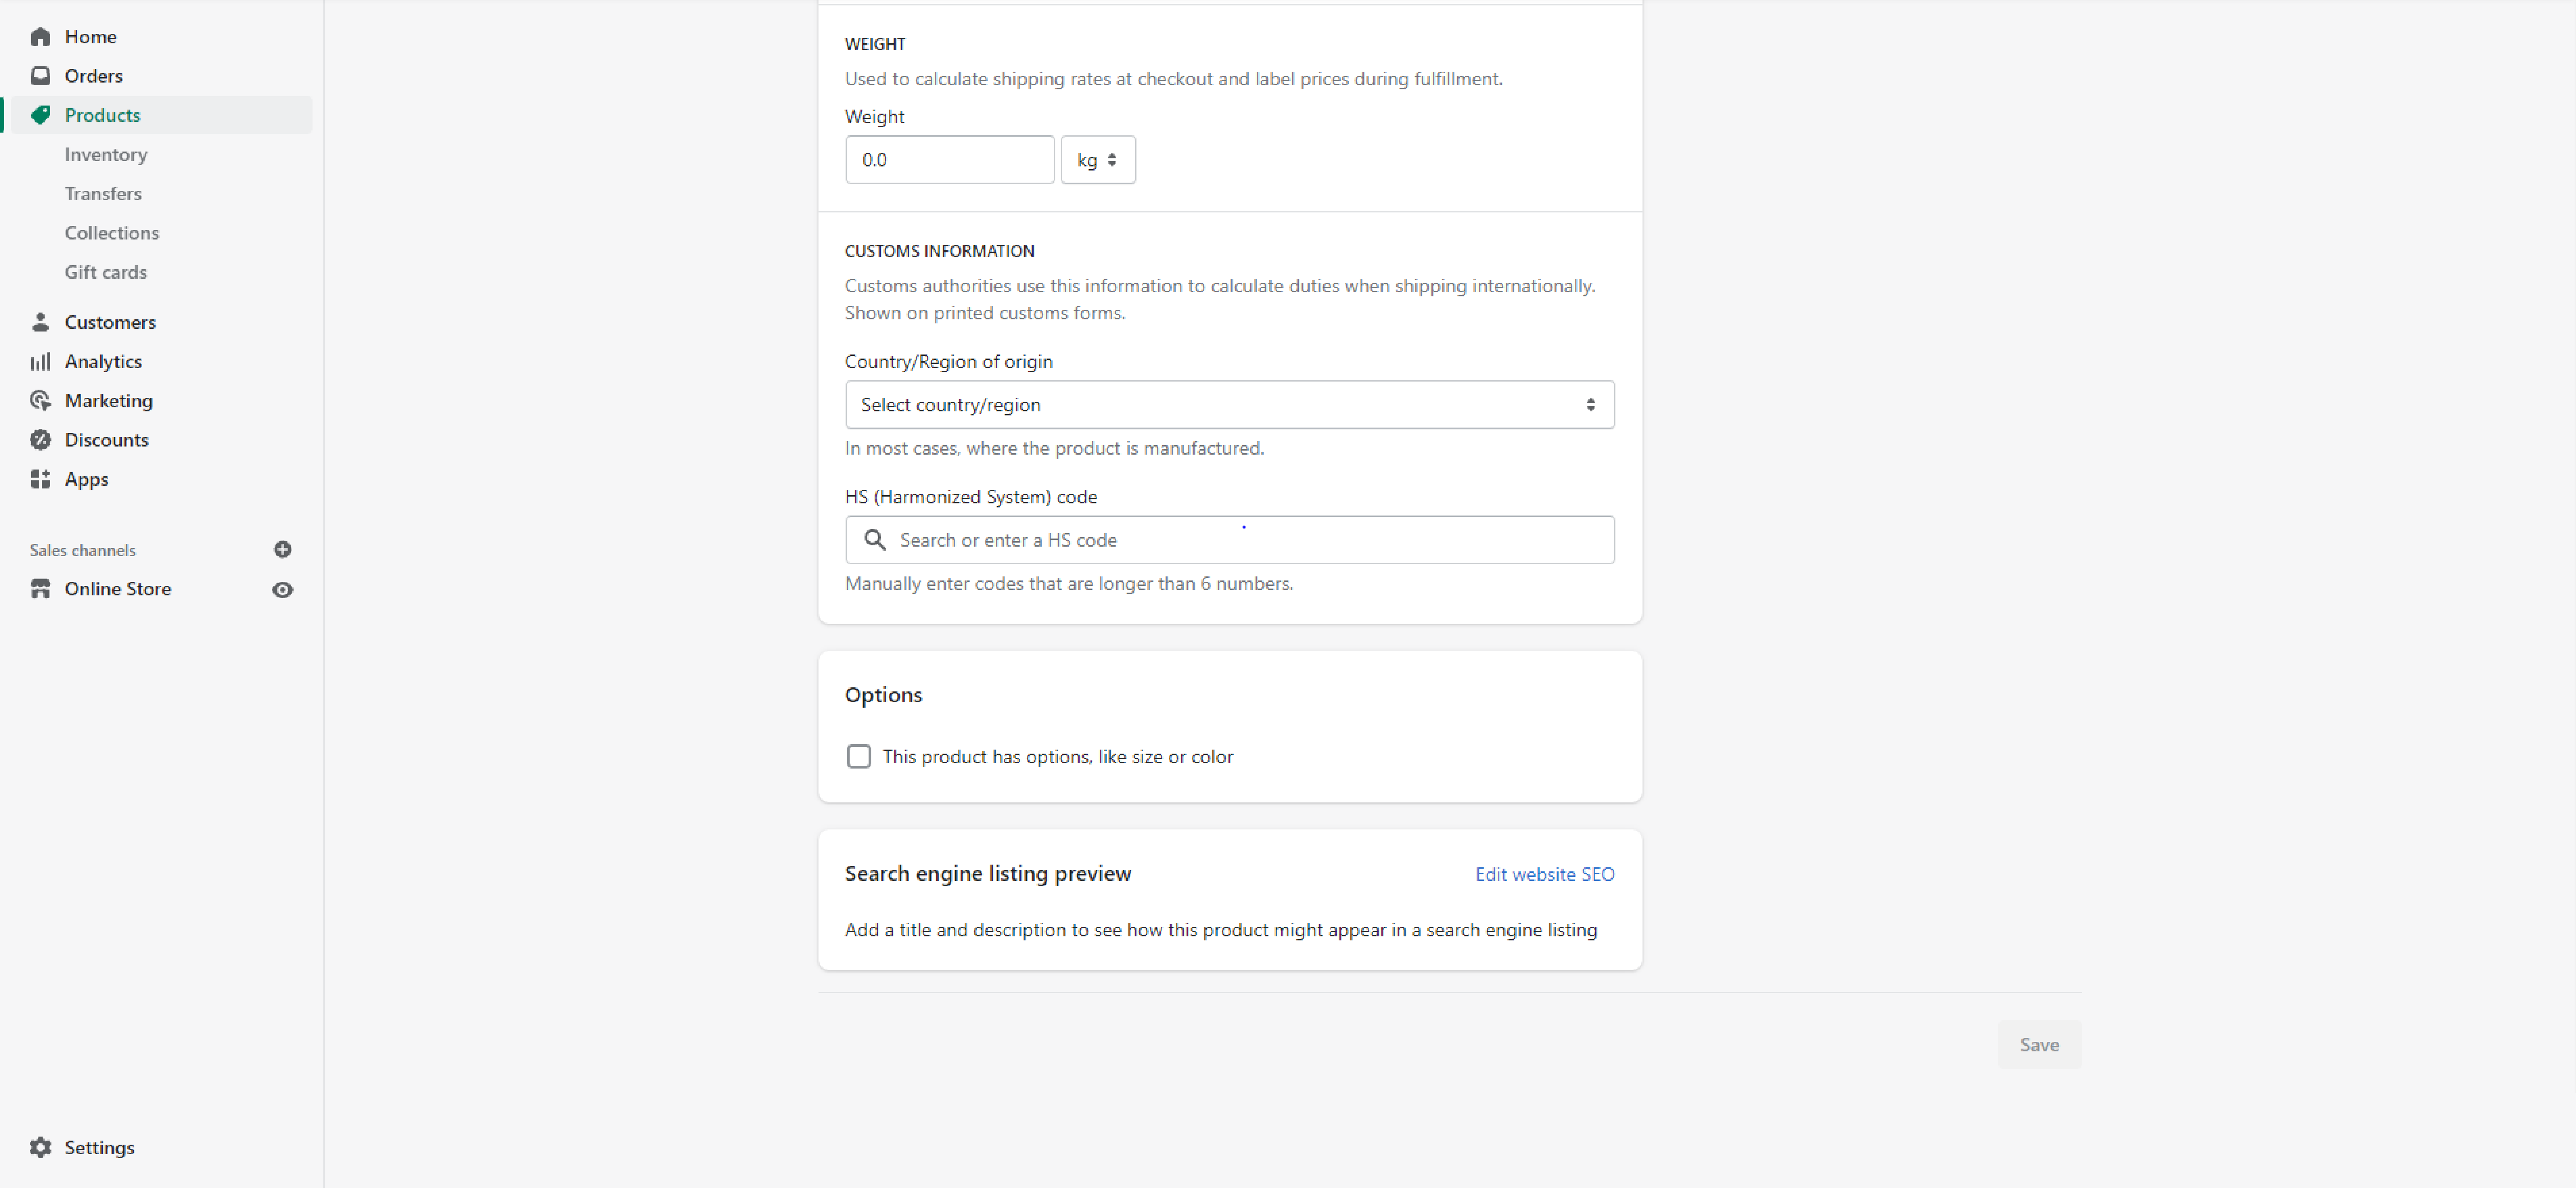 Home
Orders
Products
Inventory
Transfers
Collections
Gift cards
Customers
Analytics
Marketing
Discounts
Apps
Sales channels
Online Store
Settings
WEIGHT
Used to calculate shipping rates at checkout and label prices during fulfillment.
Weight
0.0 kg
CUSTOMS INFORMATION
Customs authorities use this information to calculate duties when shipping internationally.
Shown on printed customs forms.
Country/Region of origin
Select country/region
In most cases, where the product is manufactured.
HS (Harmonized System) code
Search or enter a HS code
Manually enter codes that are longer than 6 numbers.
Options
This product has options, like size or color
Search engine listing preview Edit website SEO
Add a title and description to see how this product might appear in a search engine listing
Save